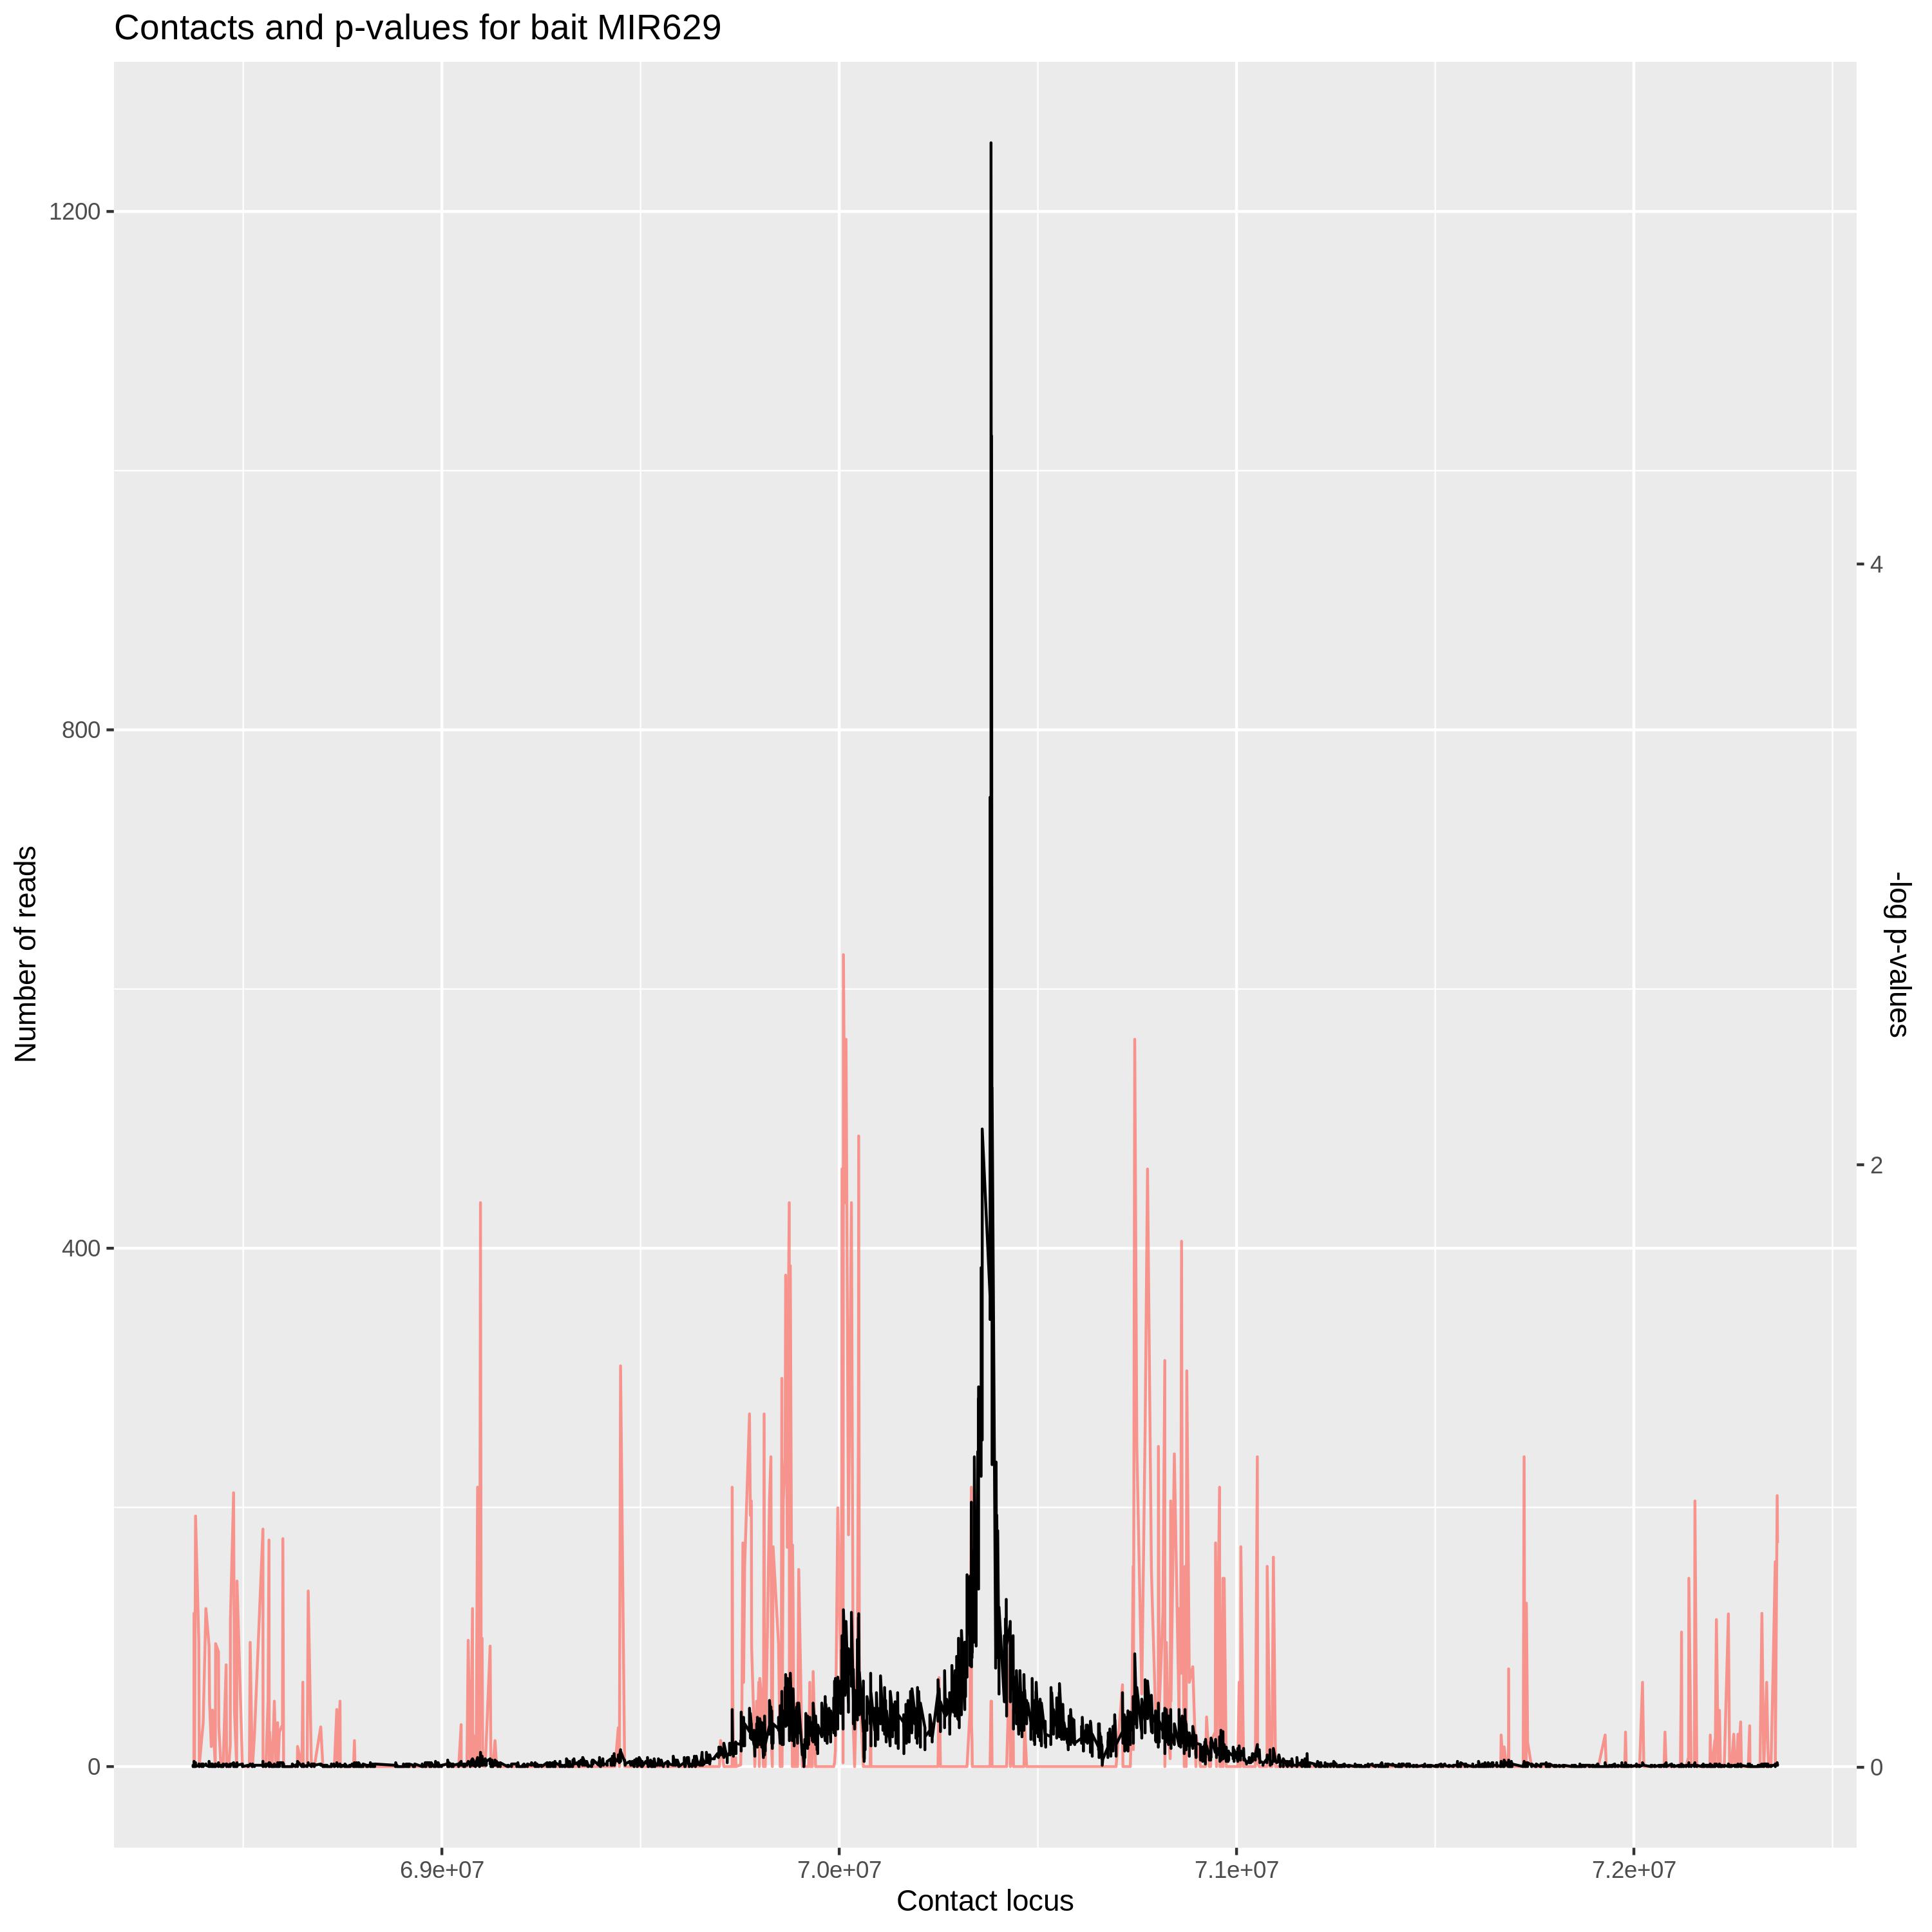 Contacts and p-values for bait MIR629
1200
800
400
0
4
2
0
Number of reads
-log p-values
6.9e+07 7.0e+07 7.1e+07 7.2e+07
Contact locus